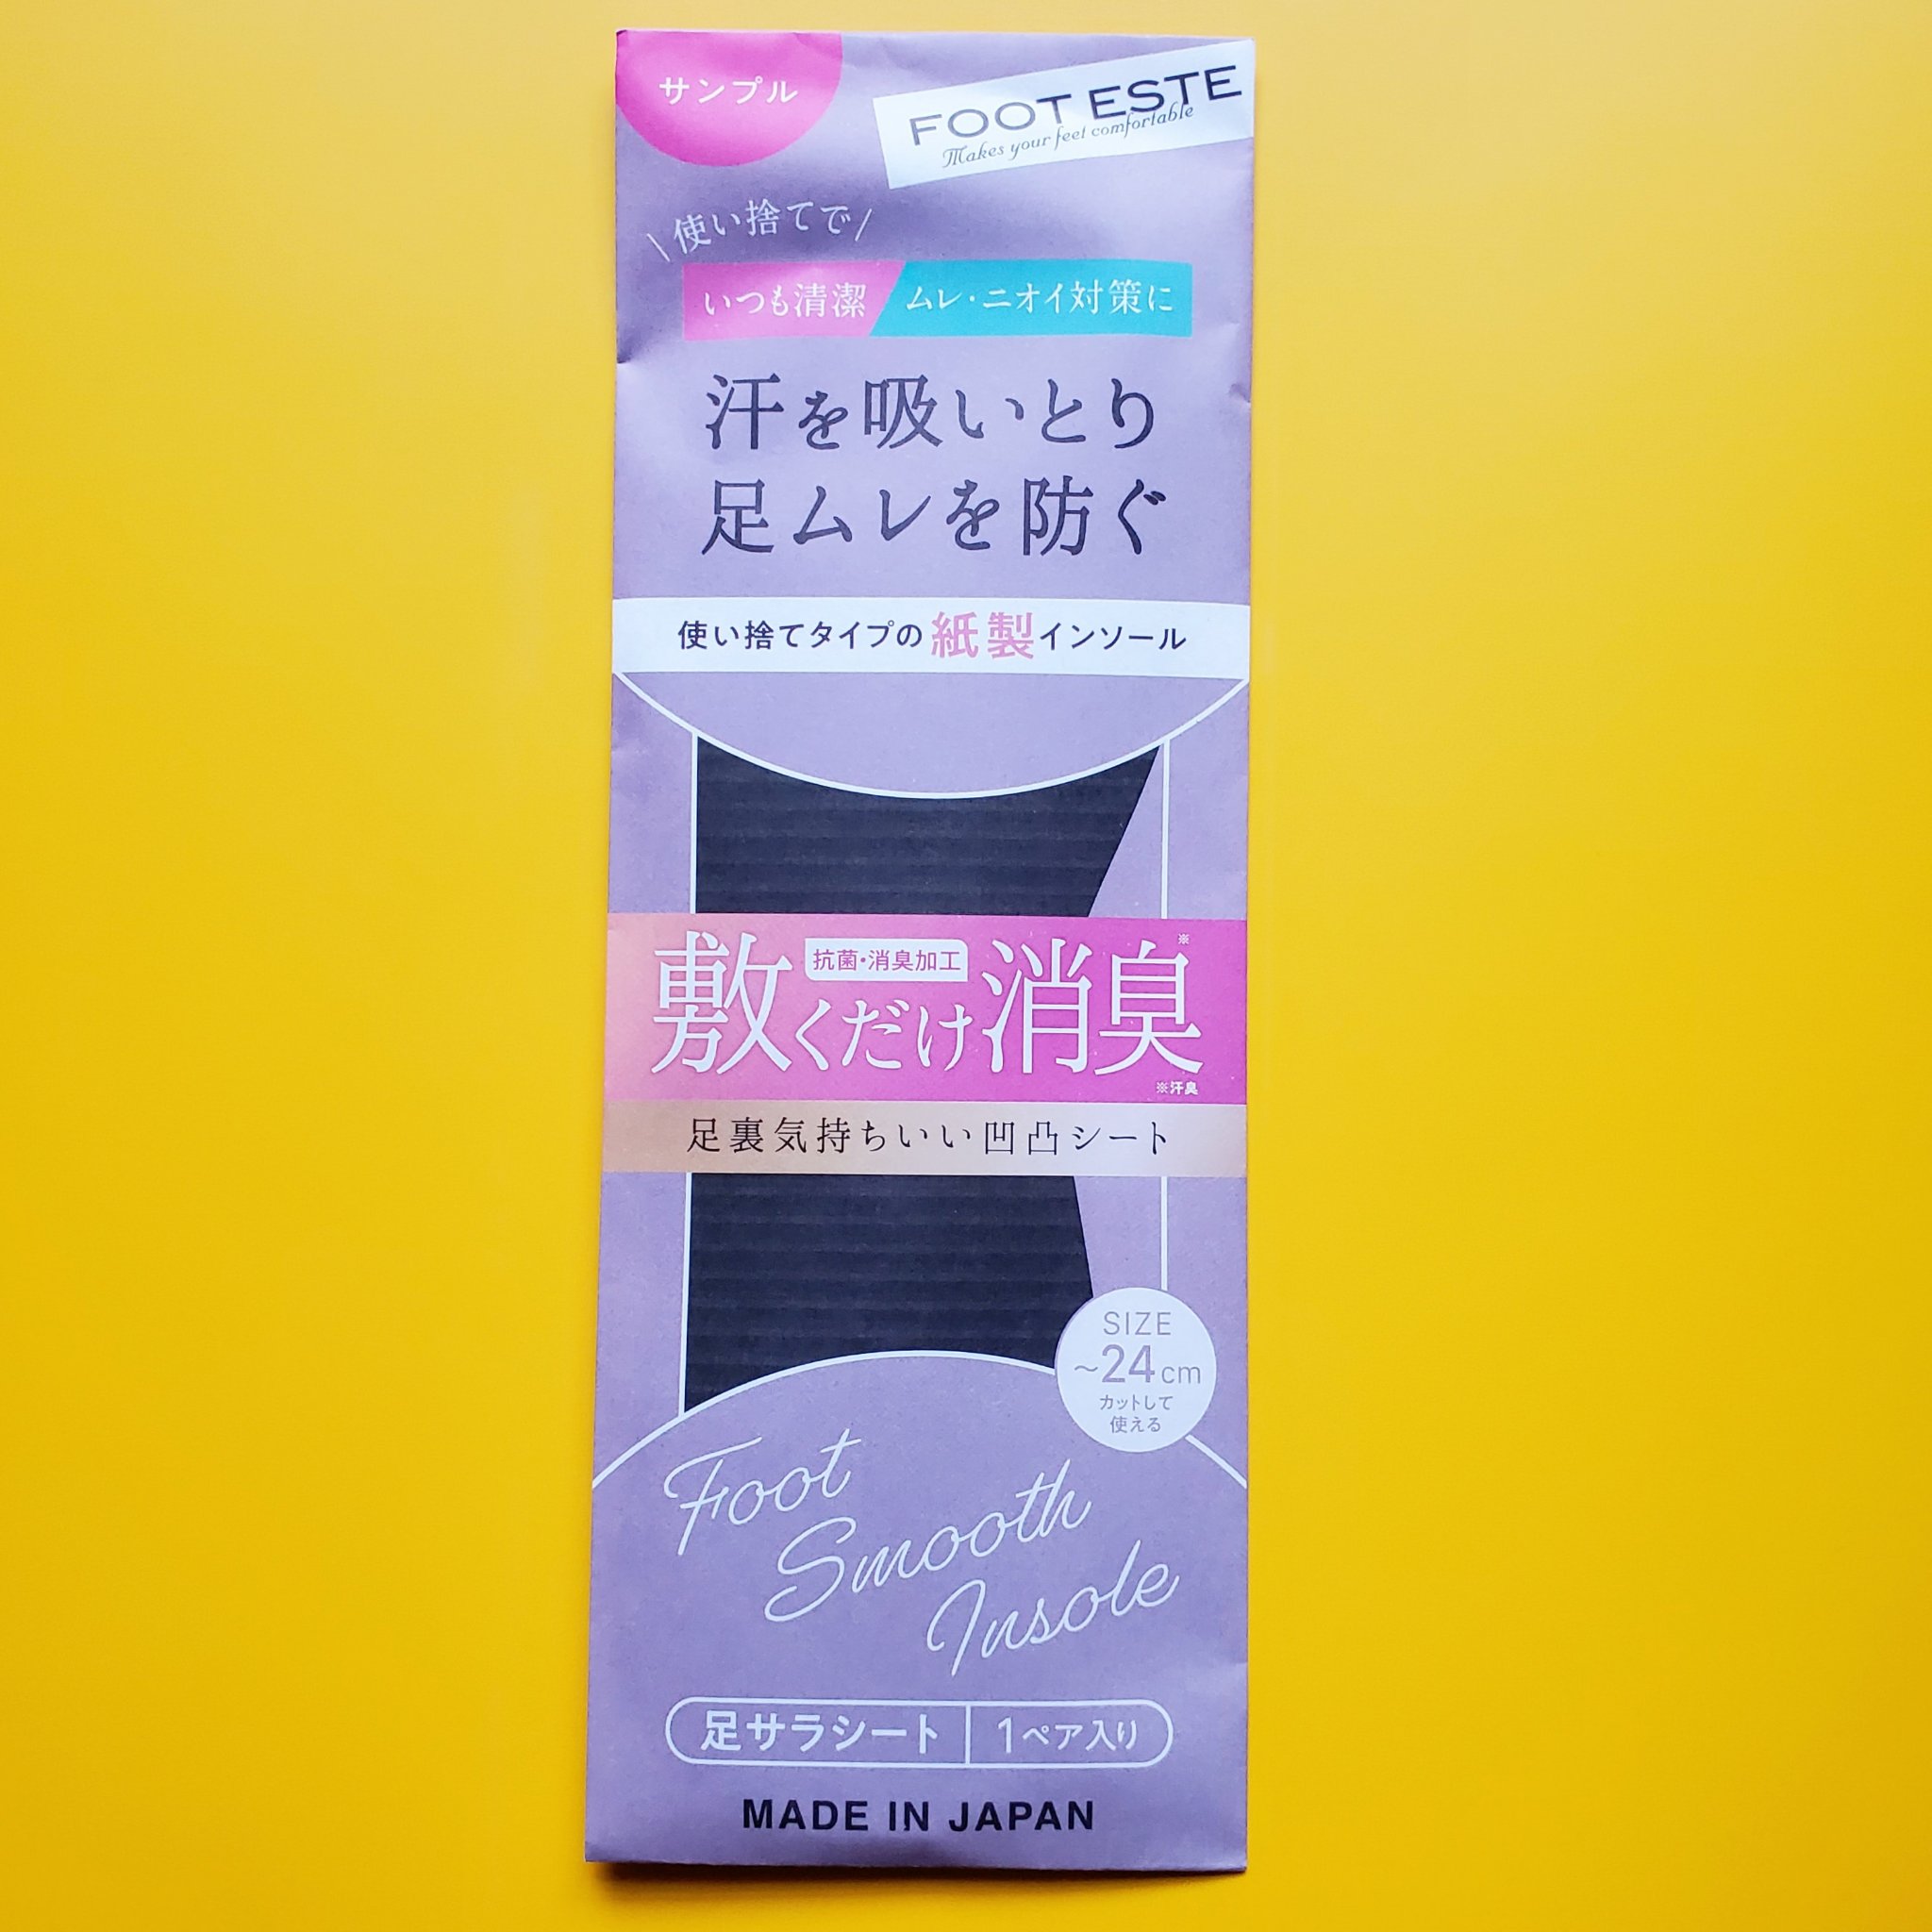 サンプル
FOOT ESTE
Makes your feet comfortable
\使い捨てで/
いつも清潔 ムレ・ニオイ対策に
汗を吸いとり
足ムレを防ぐ
使い捨てタイプの紙製インソール
抗菌・消臭加工
敷くだけ消臭※
※汗臭
足裏気持ちいい凹凸シート
SIZE
~24cm
カットして
使える
Foot
Smooth
Insole
足サラシート 1ペア入り
MADE IN JAPAN